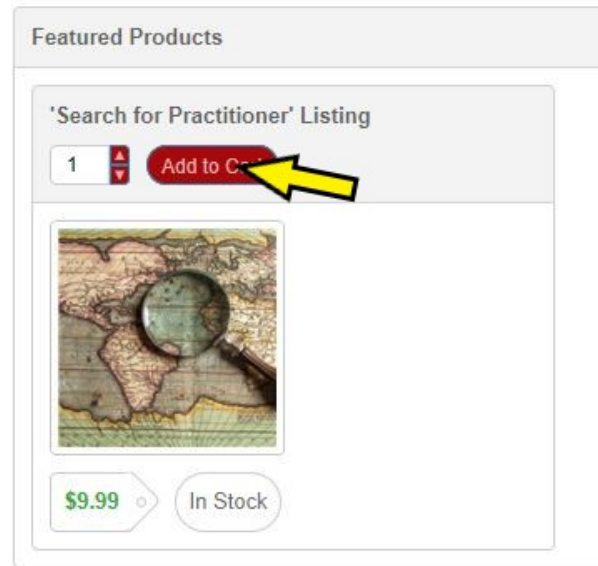 Featured Products
'Search for Practitioner' Listing
1
Add to
$9.99
In Stock